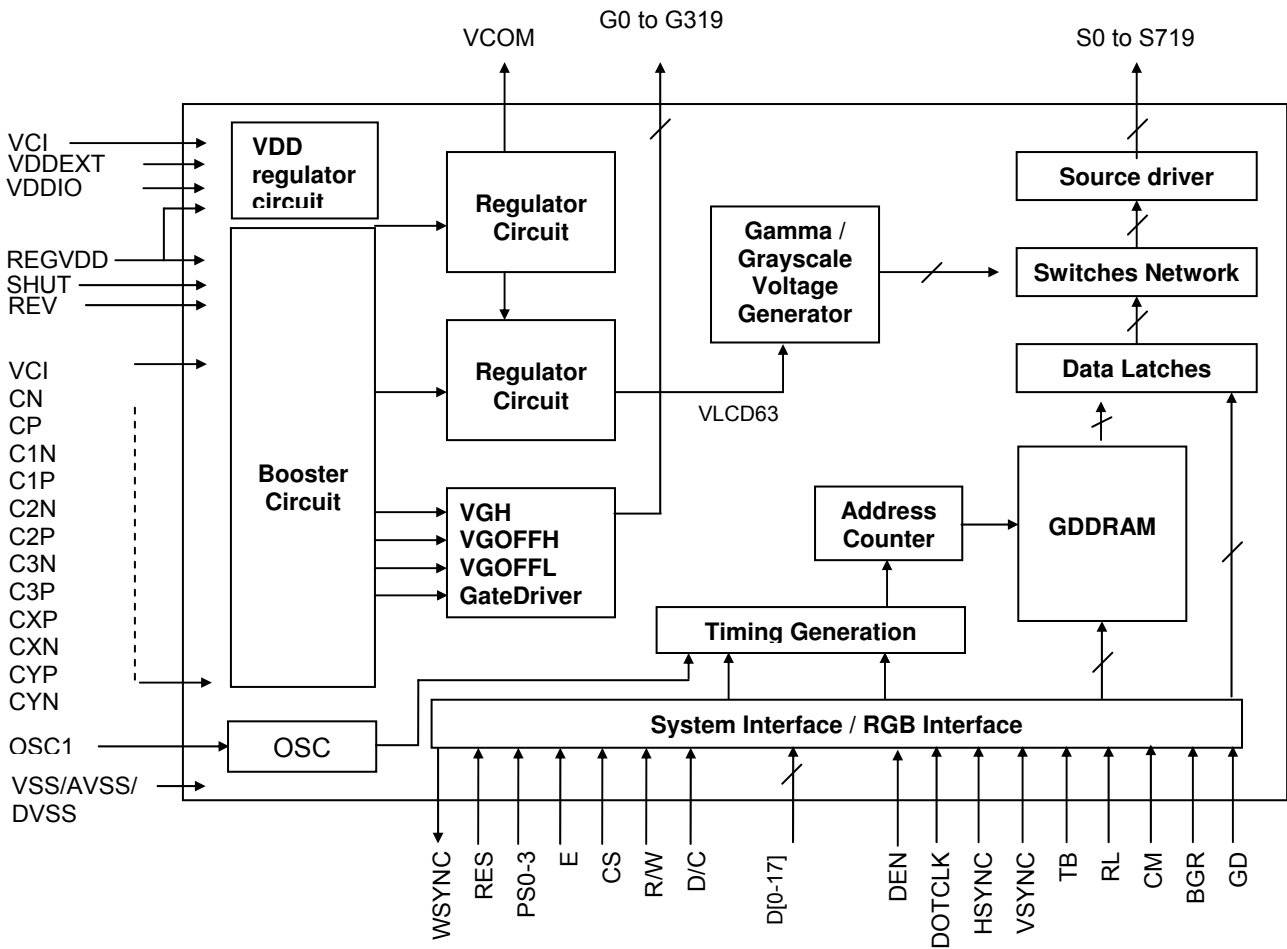 G0 to G319
VCOM
S0 to S719
VCI
VDDEXT
VDDIO
REGVDD
SHUT
REV
VCI
CN
CP
C1N
C1P
C2N
C2P
C3N
C3P
CXP
CXN
CYP
CYN
OSC1
VSS/AVSS/
DVSS
VDD
regulator
circuit
Booster
Circuit
OSC
Regulator
Circuit
Regulator
Circuit
VGH
VGOFFH
VGOFFL
GateDriver
VLCD63
Gamma /
Grayscale
Voltage
Generator
Source driver
Switches Network
Data Latches
Address
Counter
GDDRAM
Timing Generation
System Interface / RGB Interface
WSYNC
RES
PS0-3
E
CS
R/W
D/C
D[0-17]
DEN
DOTCLK
HSYNC
VSYNC
TB
RL
CM
BGR
GD